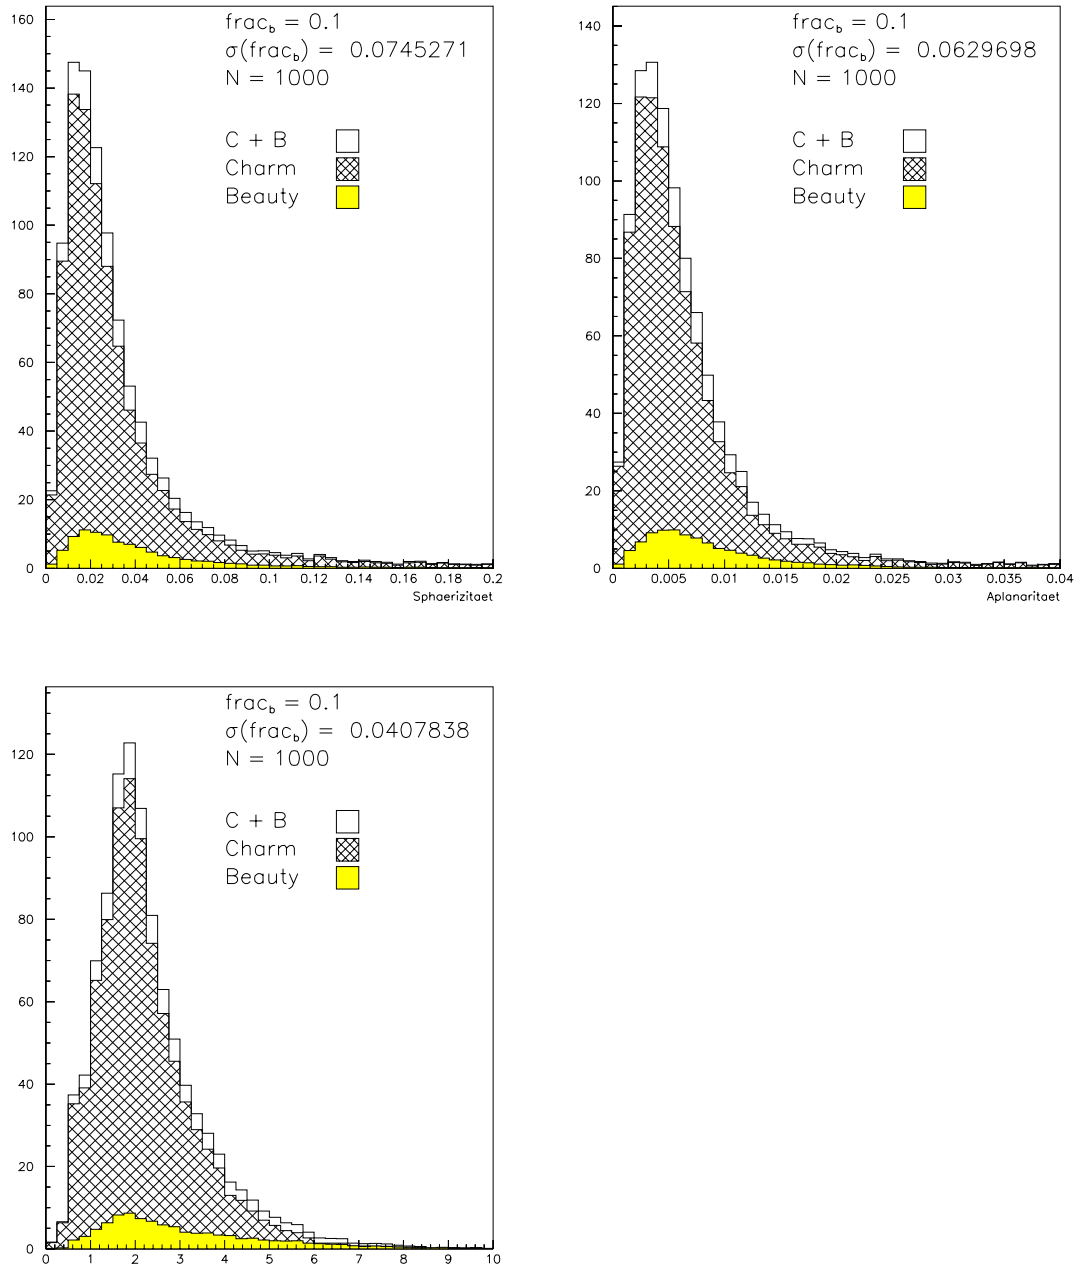 frac_b = 0.1
σ(frac_b) = 0.0745271
N = 1000
C + B
Charm
Beauty
160
140
120
100
80
60
40
20
0
0 0.02 0.04 0.06 0.08 0.1 0.12 0.14 0.16 0.18 0.2
Sphaerizitaet
frac_b = 0.1
σ(frac_b) = 0.0629698
N = 1000
C + B
Charm
Beauty
140
120
100
80
60
40
20
0
0 0.005 0.01 0.015 0.02 0.025 0.03 0.035 0.04
Aplanaritaet
frac_b = 0.1
σ(frac_b) = 0.0407838
N = 1000
C + B
Charm
Beauty
120
100
80
60
40
20
0
0 1 2 3 4 5 6 7 8 9 10